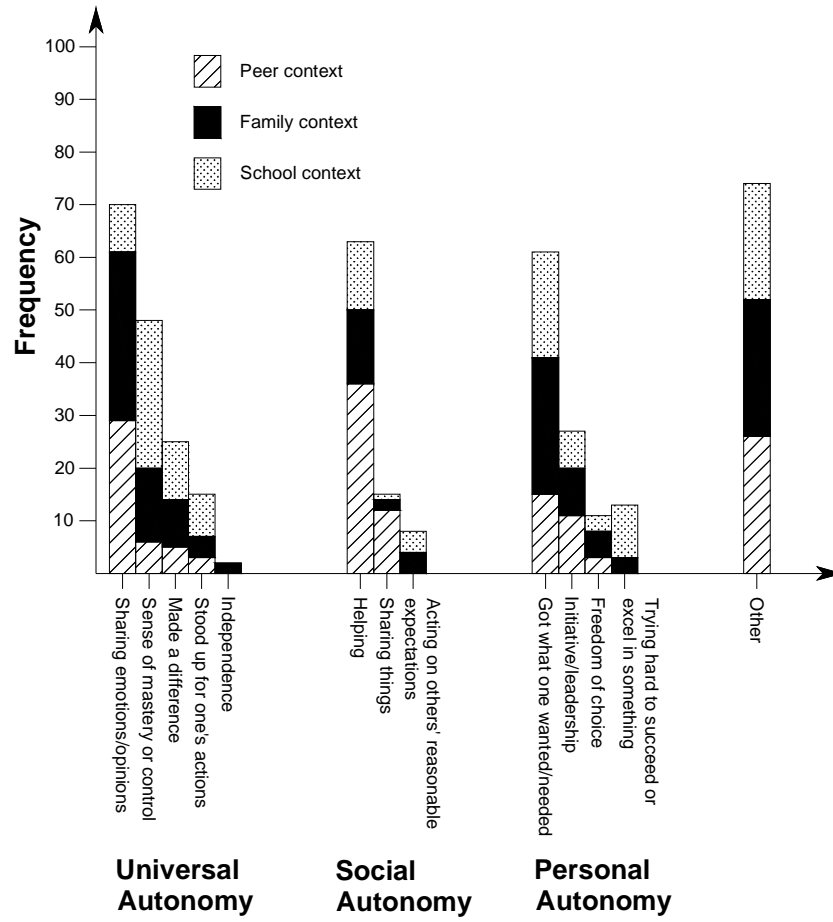 100
90
80
70
60
50
40
30
20
10
Frequency
Peer context
Family context
School context
Sharing emotions/opinions
Sense of mastery or control
Made a difference
Stood up for one's actions
Independence
Helping
Sharing things
Acting on others' reasonable
expectations
Got what one wanted/needed
Initiative/leadership
Freedom of choice
Trying hard to succeed or
excel in something
Other
Universal
Autonomy
Social
Autonomy
Personal
Autonomy